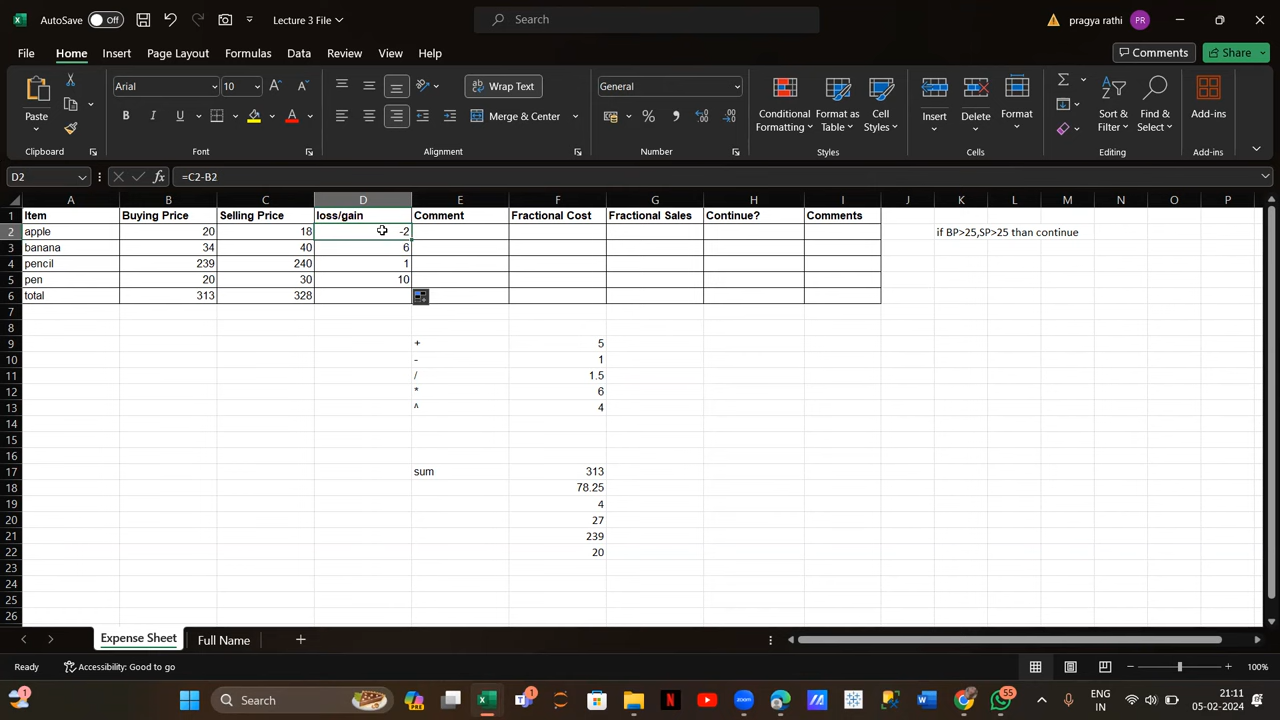 AutoSave Off Lecture 3 File Search pragya rathi PR
File Home Insert Page Layout Formulas Data Review View Help Comments Share
Paste Arial 10 Wrap Text General Conditional Formatting Format as Table Cell Styles Insert Delete Format Sort & Filter Find & Select Add-ins
B I U A Merge & Center % ,
Clipboard Font Alignment Number Styles Cells Editing Add-ins
D2 fx =C2-B2
A B C D E F G H I J K L M N O P
1 Item Buying Price Selling Price loss/gain Comment Fractional Cost Fractional Sales Continue? Comments
2 apple 20 18 -2 if BP>25,SP>25 than continue
3 banana 34 40 6
4 pencil 239 240 1
5 pen 20 30 10
6 total 313 328
7
8
9 + 5
10 - 1
11 / 1.5
12 * 6
13 ^ 4
14
15
16
17 sum 313
18 78.25
19 4
20 27
21 239
22 20
23
24
25
26
Expense Sheet Full Name +
Ready Accessibility: Good to go 100%
1 Search PRE 1 55 ENG IN 21:11 05-02-2024